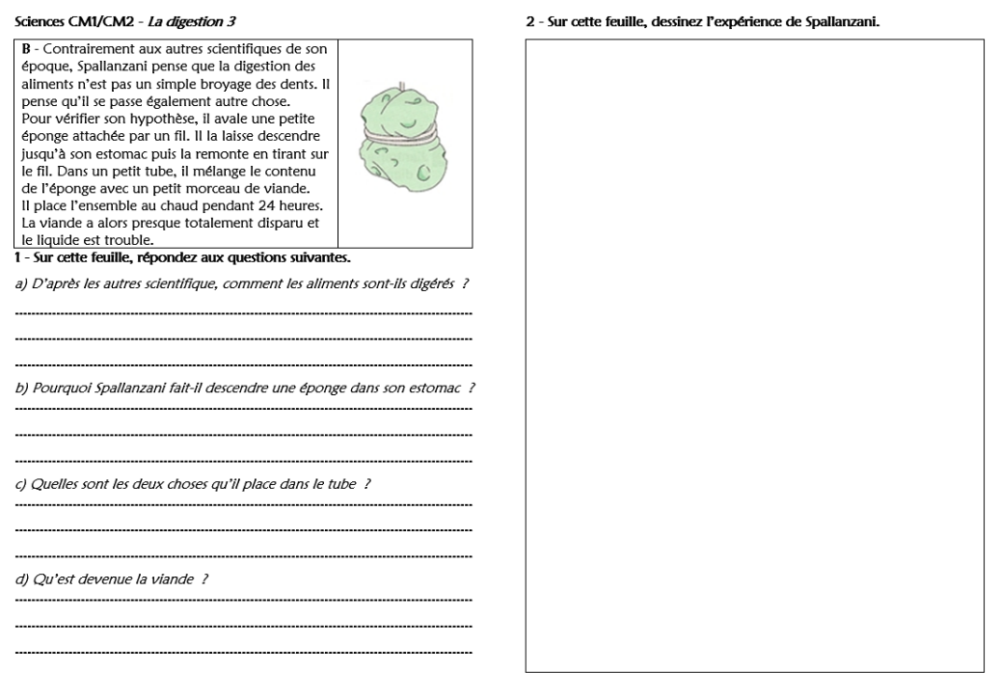 Sciences CM1/CM2 - La digestion 3
B - Contrairement aux autres scientifiques de son
époque, Spallanzani pense que la digestion des
aliments n'est pas un simple broyage des dents. Il
pense qu'il se passe également autre chose.
Pour vérifier son hypothèse, il avale une petite
éponge attachée par un fil. Il la laisse descendre
jusqu'à son estomac puis la remonte en tirant sur
le fil. Dans un petit tube, il mélange le contenu
de l'éponge avec un petit morceau de viande.
Il place l'ensemble au chaud pendant 24 heures.
La viande a alors presque totalement disparu et
le liquide est trouble.
1 - Sur cette feuille, répondez aux questions suivantes.
a) D'après les autres scientifique, comment les aliments sont-ils digérés ?
b) Pourquoi Spallanzani fait-il descendre une éponge dans son estomac ?
c) Quelles sont les deux choses qu'il place dans le tube ?
d) Qu'est devenue la viande ?
2 - Sur cette feuille, dessinez l'expérience de Spallanzani.